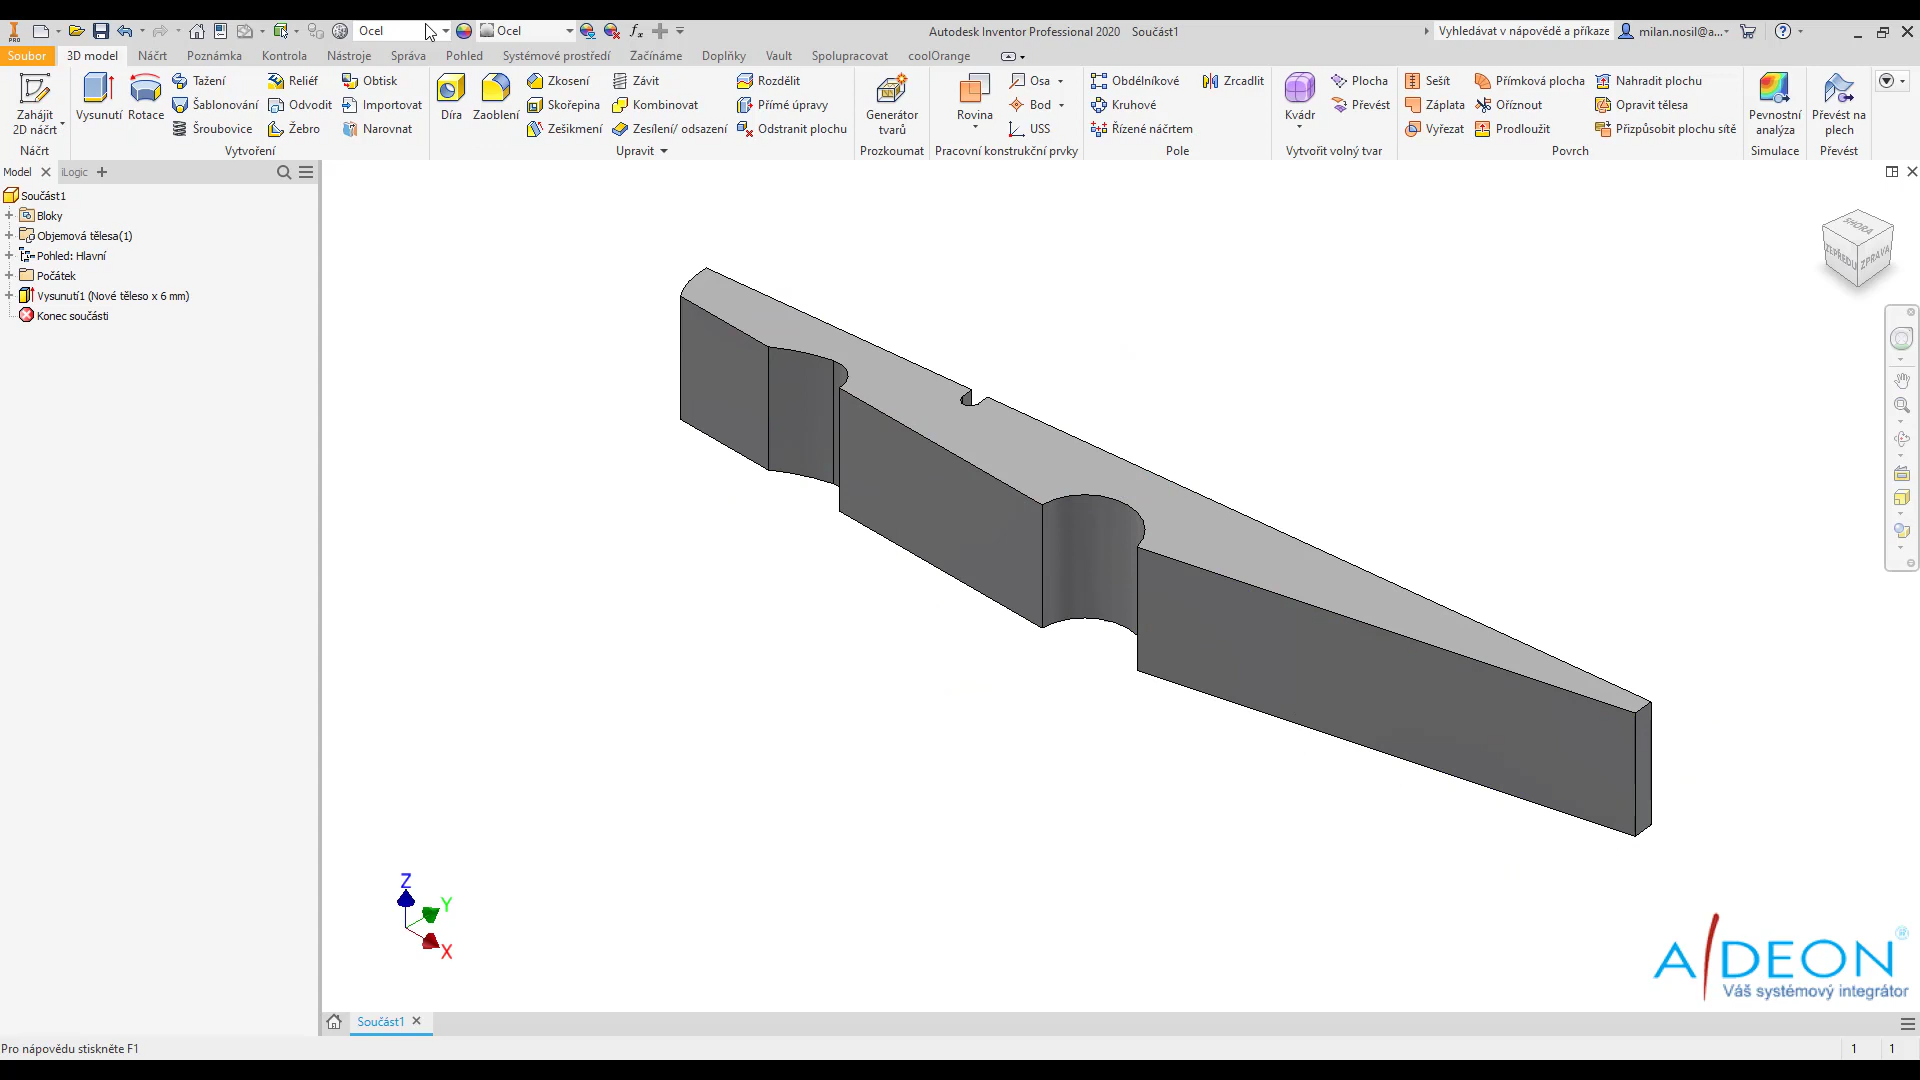 Ocel
Ocel
Autodesk Inventor Professional 2020 Součást1
Vyhledávat v nápovědě a příkaze
milan.nosil@a...
PRO
Soubor 3D model Náčrt Poznámka Kontrola Nástroje Správa Pohled Systémové prostředí Začínáme Doplňky Vault Spolupracovat coolOrange
Zahájit
2D náčrt
Náčrt
Vysunutí
Rotace
Tažení
Šablonování
Šroubovice
Reliéf
Odvodit
Žebro
Obtisk
Importovat
Narovnat
Vytvoření
Díra
Zaoblení
Zkosení
Skořepina
Zešikmení
Závit
Kombinovat
Zesílení/ odsazení
Rozdělit
Přímé úpravy
Odstranit plochu
Upravit
Generátor
tvarů
Prozkoumat
Rovina
Osa
Bod
USS
Pracovní konstrukční prvky
Obdélníkové
Kruhové
Řízené náčrtem
Zrcadlit
Pole
Kvádr
Plocha
Převést
Vytvořit volný tvar
Sešít
Záplata
Vyřezat
Přímková plocha
Oříznout
Prodloužit
Nahradit plochu
Opravit tělesa
Přizpůsobit plochu sítě
Povrch
Pevnostní
analýza
Simulace
Převést na
plech
Převést
Model
iLogic
Součást1
Bloky
Objemová tělesa(1)
Pohled: Hlavní
Počátek
Vysunutí1 (Nové těleso x 6 mm)
Konec součásti
SHORA
ZEPŘEDU
ZPRAVA
Z
Y
X
A/DEON®
Váš systémový integrátor
Součást1
Pro nápovědu stiskněte F1
1 1